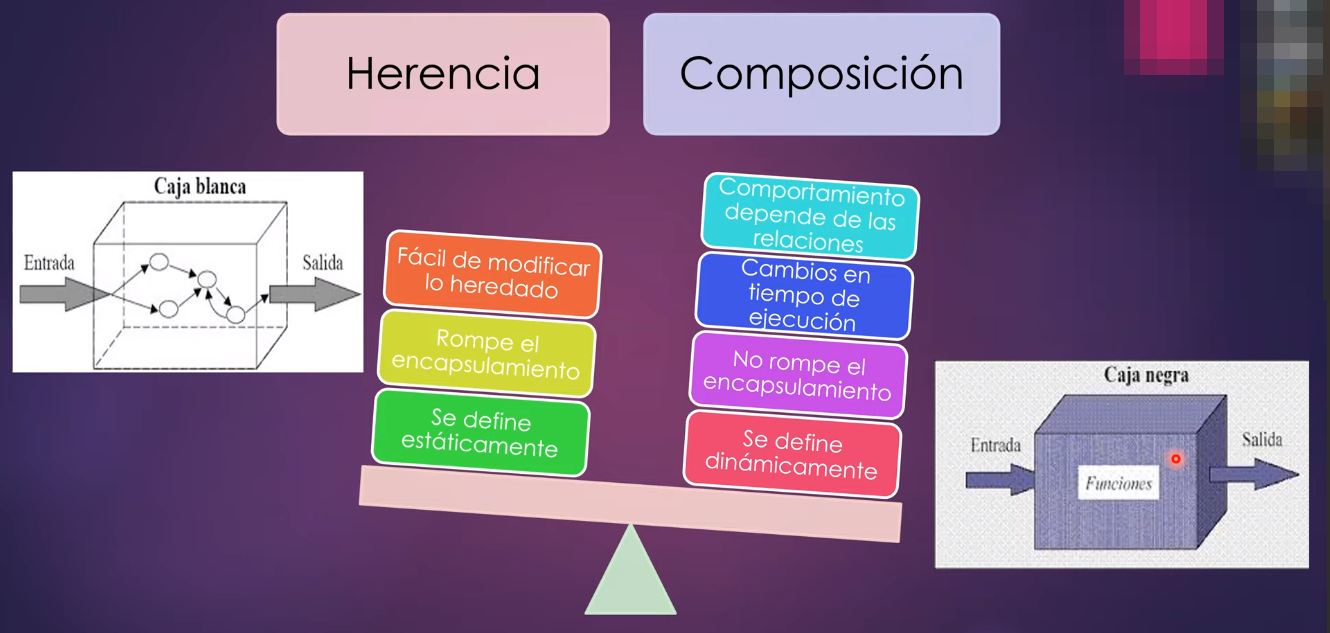 Herencia
Composición
Caja blanca
Entrada
Salida
Fácil de modificar
lo heredado
Rompe el
encapsulamiento
Se define
estáticamente
Comportamiento
depende de las
relaciones
Cambios en
tiempo de
ejecución
No rompe el
encapsulamiento
Se define
dinámicamente
Caja negra
Entrada
Funciones
Salida